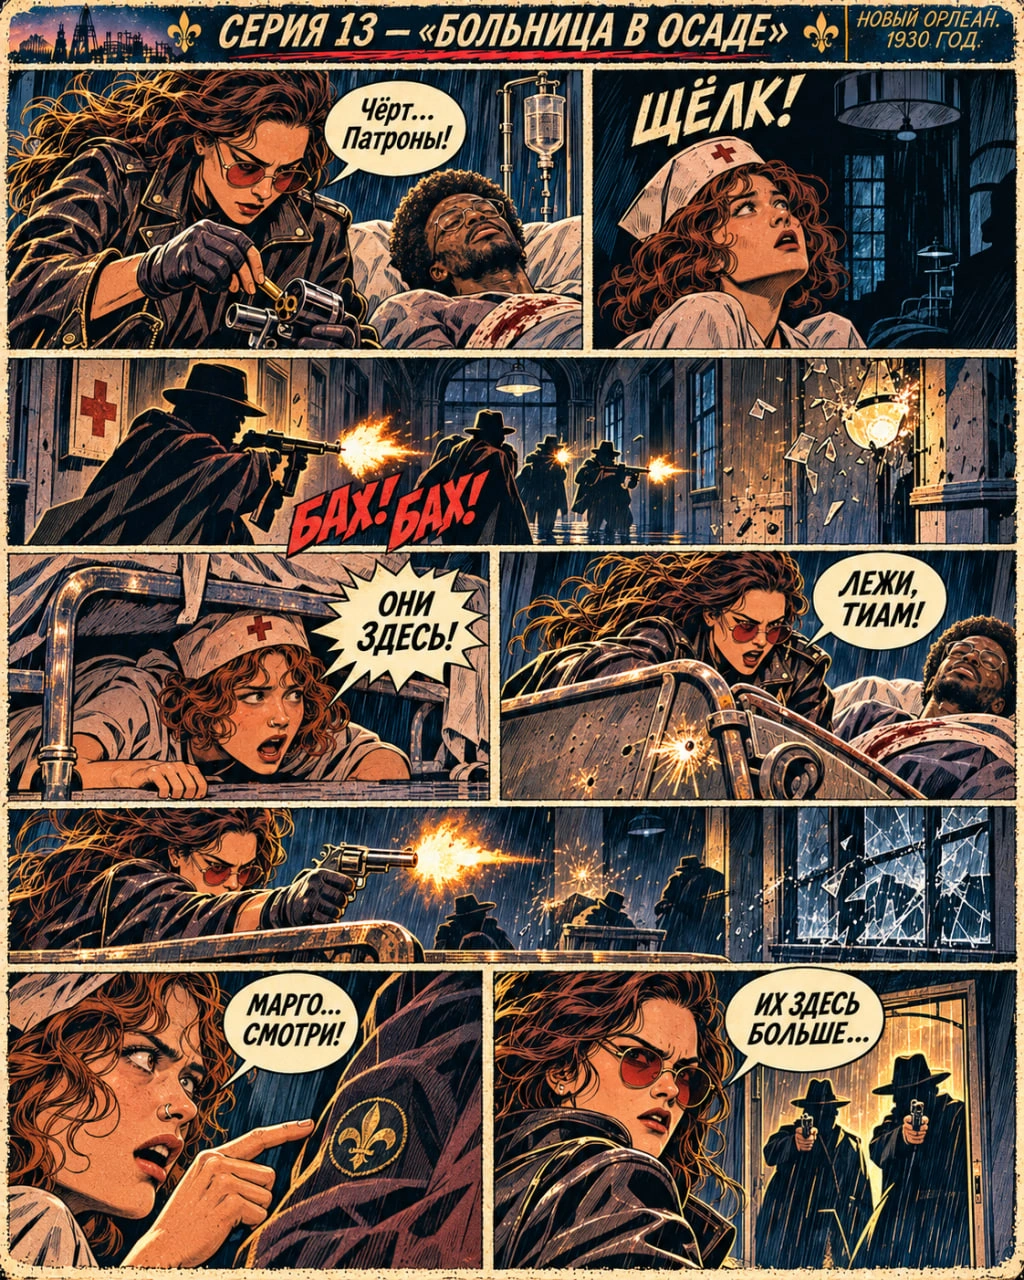 СЕРИЯ 13 – «БОЛЬНИЦА В ОСАДЕ»
НОВЫЙ ОРЛЕАН.
1930 ГОД.
Чёрт...
Патроны!
ЩЁЛК!
БАХ! БАХ!
ОНИ
ЗДЕСЬ!
ЛЕЖИ,
ТИАМ!
МАРГО...
СМОТРИ!
ИХ ЗДЕСЬ
БОЛЬШЕ...